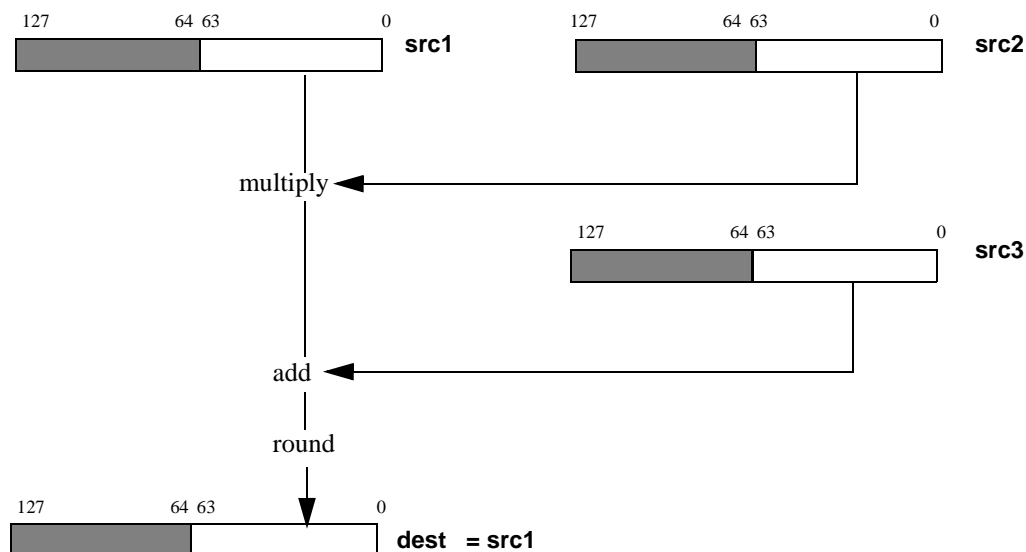 127 64 63 0 src1
127 64 63 0 src2
multiply
127 64 63 0 src3
add
round
127 64 63 0
dest = src1